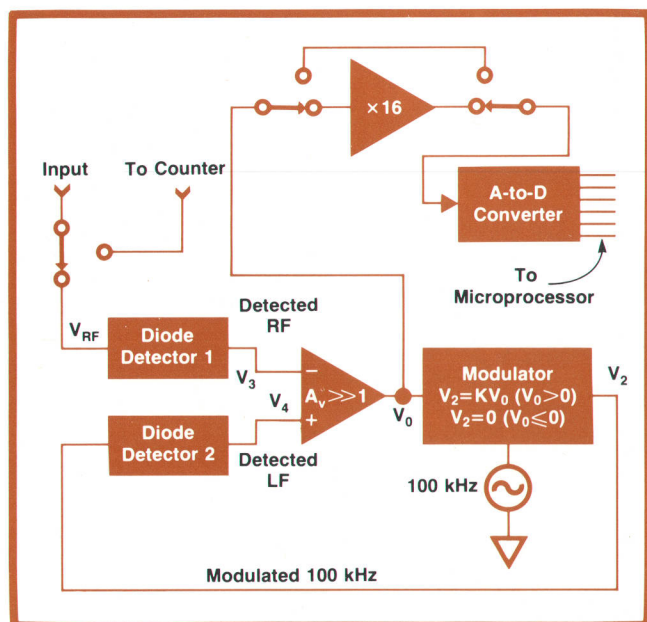 ×16
Input
To Counter
A-to-D
Converter
To
Microprocessor
V_RF
Diode
Detector 1
Detected
RF
V_3
−
A_v≫1
+
V_4
V_0
Modulator
V_2=KV_0 (V_0>0)
V_2=0 (V_0≤0)
V_2
Diode
Detector 2
Detected
LF
100 kHz
Modulated 100 kHz